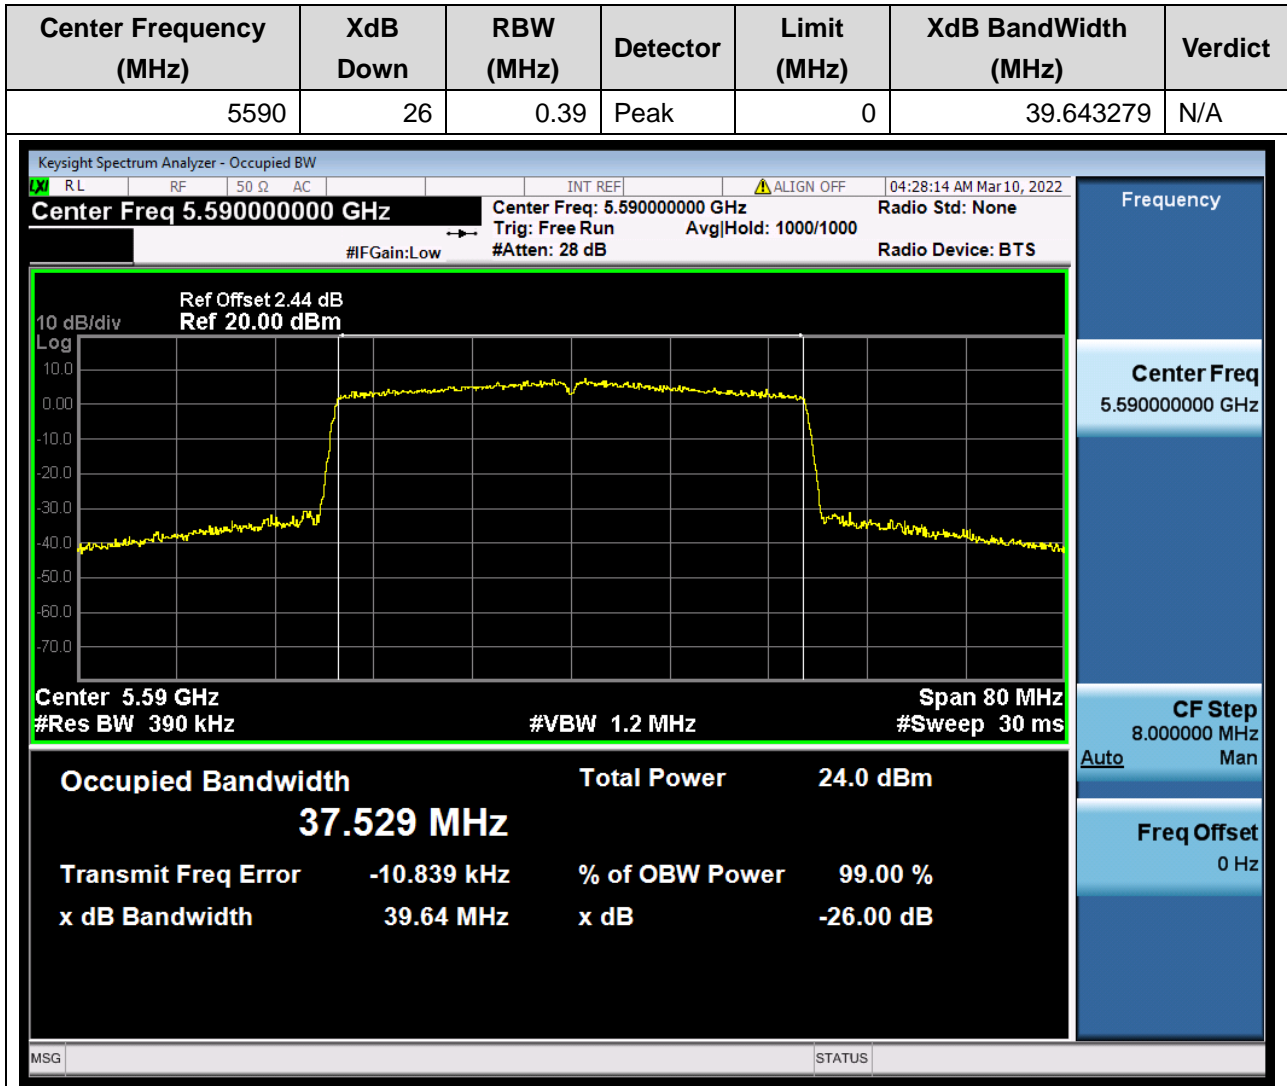 Center Frequency (MHz) XdB Down RBW (MHz) Detector Limit (MHz) XdB BandWidth (MHz) Verdict
5590 26 0.39 Peak 0 39.643279 N/A
Keysight Spectrum Analyzer - Occupied BW
LXI RL RF 50 Ω AC INT REF ALIGN OFF 04:28:14 AM Mar 10, 2022
Center Freq 5.590000000 GHz Center Freq: 5.590000000 GHz Radio Std: None
Trig: Free Run Avg|Hold: 1000/1000
#IFGain:Low #Atten: 28 dB Radio Device: BTS
Frequency
Ref Offset 2.44 dB
10 dB/div Ref 20.00 dBm
Log
10.0
0.00
-10.0
-20.0
-30.0
-40.0
-50.0
-60.0
-70.0
Center 5.59 GHz Span 80 MHz
#Res BW 390 kHz #VBW 1.2 MHz #Sweep 30 ms
Occupied Bandwidth Total Power 24.0 dBm
37.529 MHz
Transmit Freq Error -10.839 kHz % of OBW Power 99.00 %
x dB Bandwidth 39.64 MHz x dB -26.00 dB
Center Freq
5.590000000 GHz
CF Step
8.000000 MHz
Auto Man
Freq Offset
0 Hz
MSG STATUS